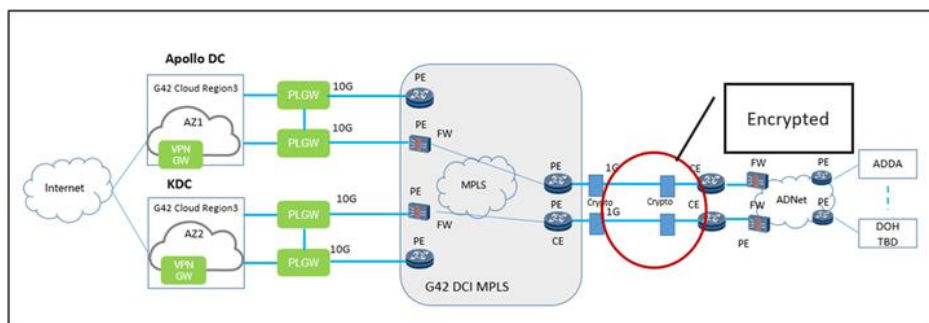 Apollo DC
G42 Cloud Region3
AZ1
VPN
GW
PLGW
10G
PLGW
10G
PE
PE
FW
Internet
KDC
G42 Cloud Region3
AZ2
VPN
GW
PLGW
10G
PLGW
10G
PE
FW
PE
MPLS
PE
PE
CE
G42 DCI MPLS
1G
Crypto
Crypto
1G
Encrypted
CE
CE
FW
FW
PE
PE
ADNet
PE
ADDA
DOH
TBD